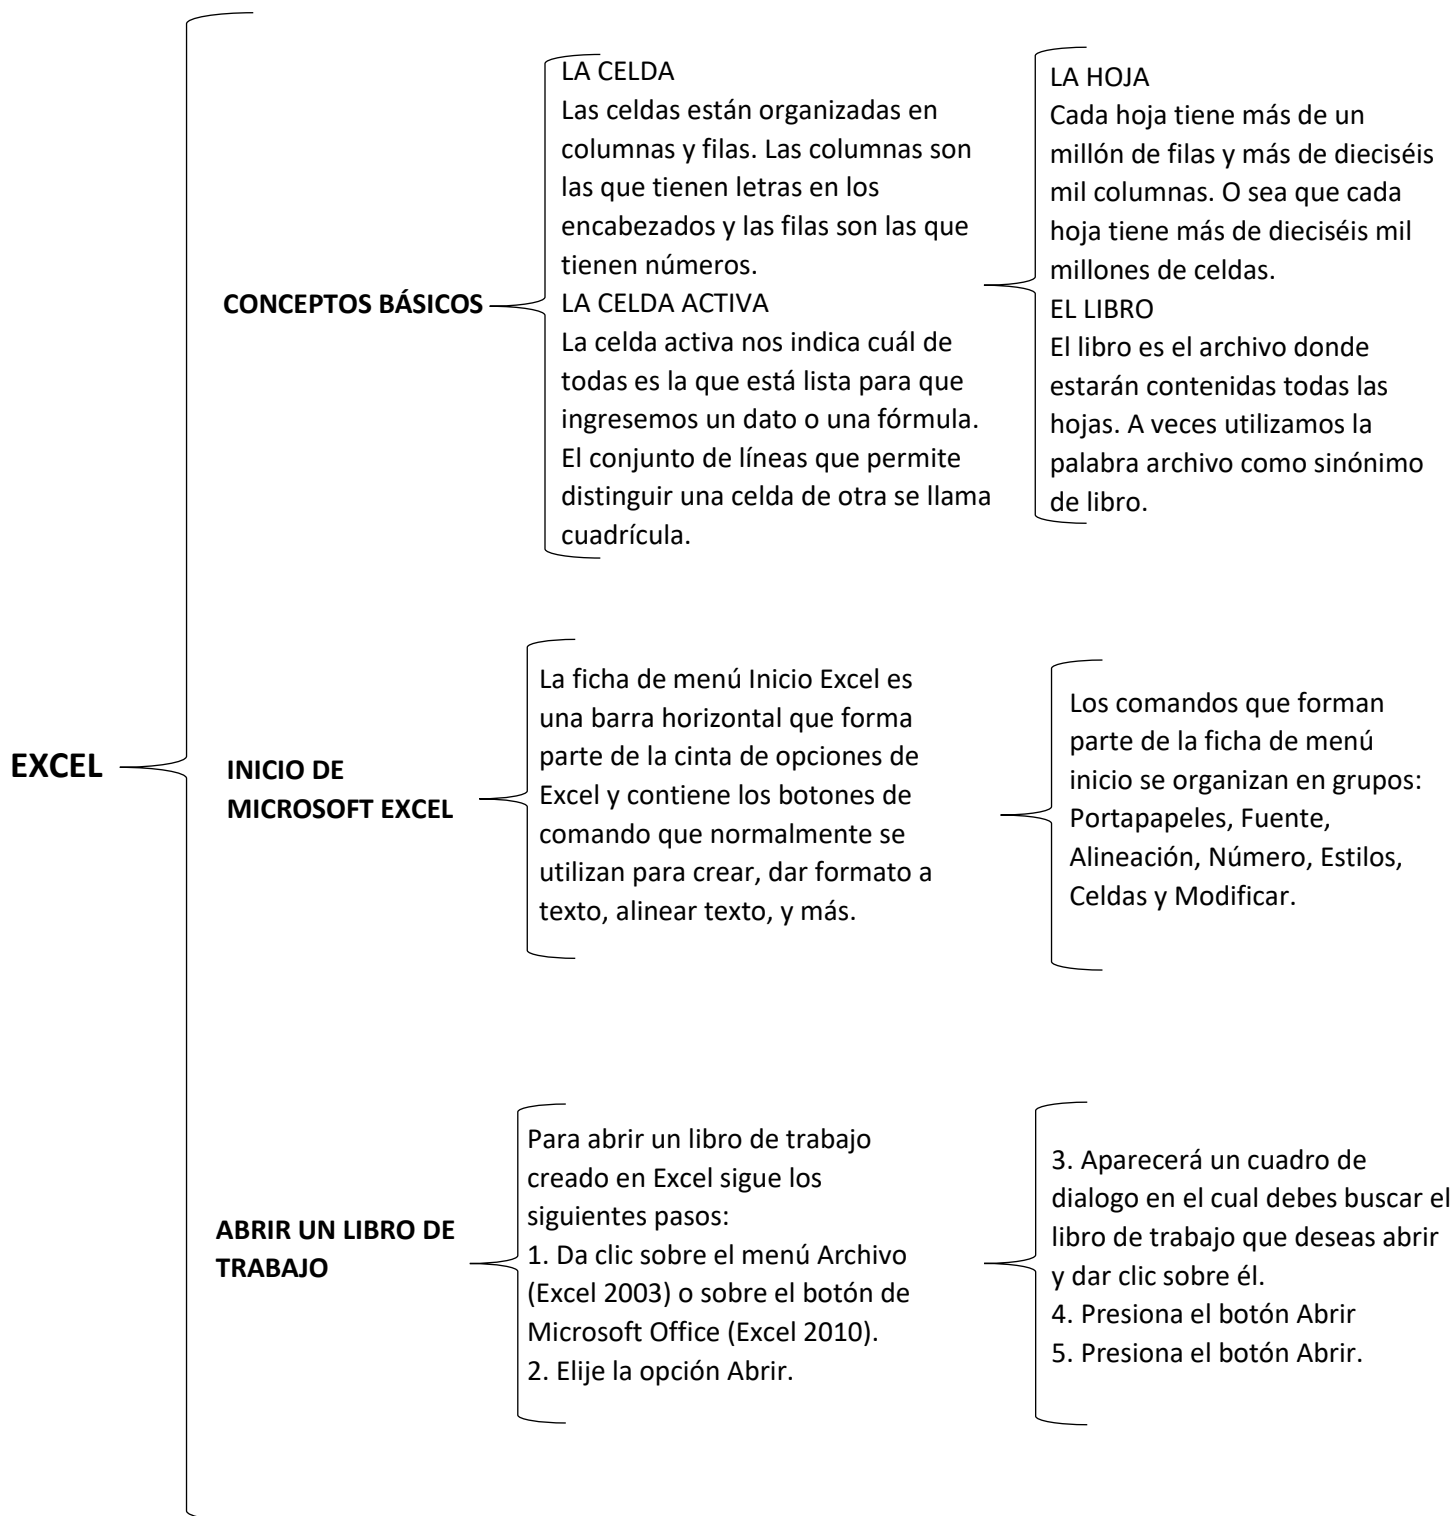 EXCEL
CONCEPTOS BÁSICOS
LA CELDA
Las celdas están organizadas en
columnas y filas. Las columnas son
las que tienen letras en los
encabezados y las filas son las que
tienen números.
LA CELDA ACTIVA
La celda activa nos indica cuál de
todas es la que está lista para que
ingresemos un dato o una fórmula.
El conjunto de líneas que permite
distinguir una celda de otra se llama
cuadrícula.
LA HOJA
Cada hoja tiene más de un
millón de filas y más de dieciséis
mil columnas. O sea que cada
hoja tiene más de dieciséis mil
millones de celdas.
EL LIBRO
El libro es el archivo donde
estarán contenidas todas las
hojas. A veces utilizamos la
palabra archivo como sinónimo
de libro.
INICIO DE
MICROSOFT EXCEL
La ficha de menú Inicio Excel es
una barra horizontal que forma
parte de la cinta de opciones de
Excel y contiene los botones de
comando que normalmente se
utilizan para crear, dar formato a
texto, alinear texto, y más.
Los comandos que forman
parte de la ficha de menú
inicio se organizan en grupos:
Portapapeles, Fuente,
Alineación, Número, Estilos,
Celdas y Modificar.
ABRIR UN LIBRO DE
TRABAJO
Para abrir un libro de trabajo
creado en Excel sigue los
siguientes pasos:
1. Da clic sobre el menú Archivo
(Excel 2003) o sobre el botón de
Microsoft Office (Excel 2010).
2. Elije la opción Abrir.
3. Aparecerá un cuadro de
dialogo en el cual debes buscar el
libro de trabajo que deseas abrir
y dar clic sobre él.
4. Presiona el botón Abrir
5. Presiona el botón Abrir.